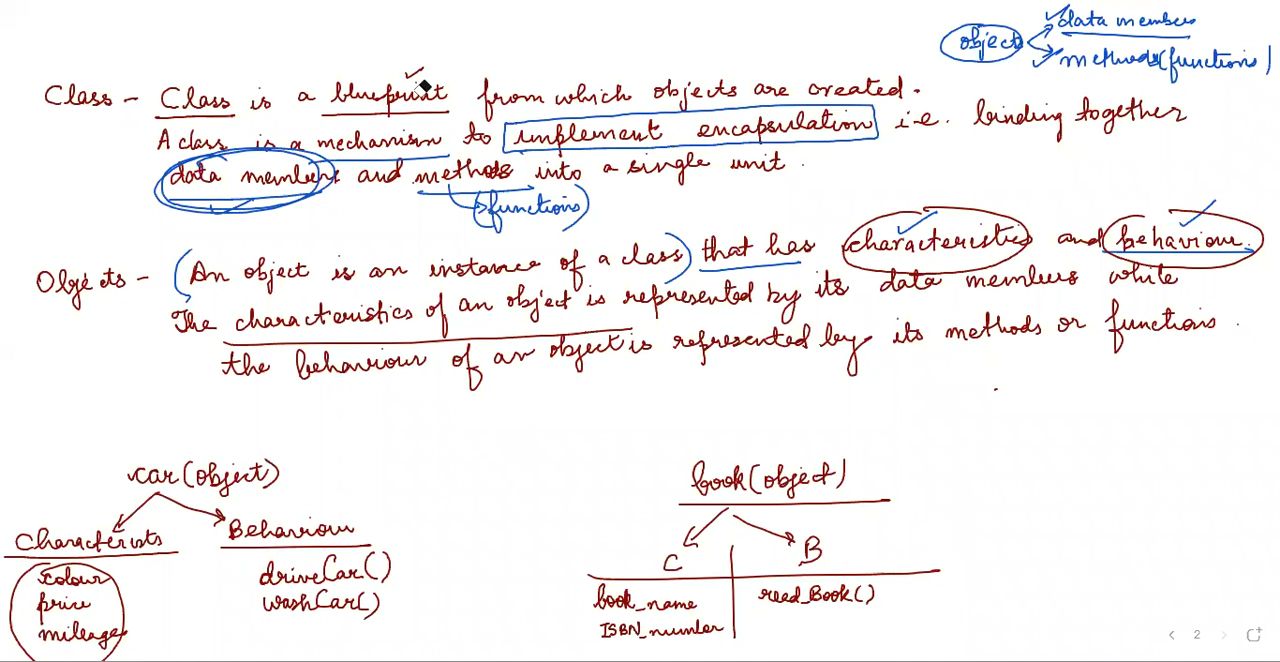 object
data members
methods(functions)
Class - Class is a blueprint from which objects are created.
A class is a mechanism to implement encapsulation i.e. binding together
data members and methods into a single unit.
(functions)
Objects - (An object is an instance of a class) that has characteristics and behaviour.
The characteristics of an object is represented by its data members while
the behaviour of an object is represented by its methods or functions.
car(object)
Characterists
Behaviour
colour
price
mileage
driveCar()
washCar()
book(object)
C
B
book_name
ISBN_number
read_Book()
2